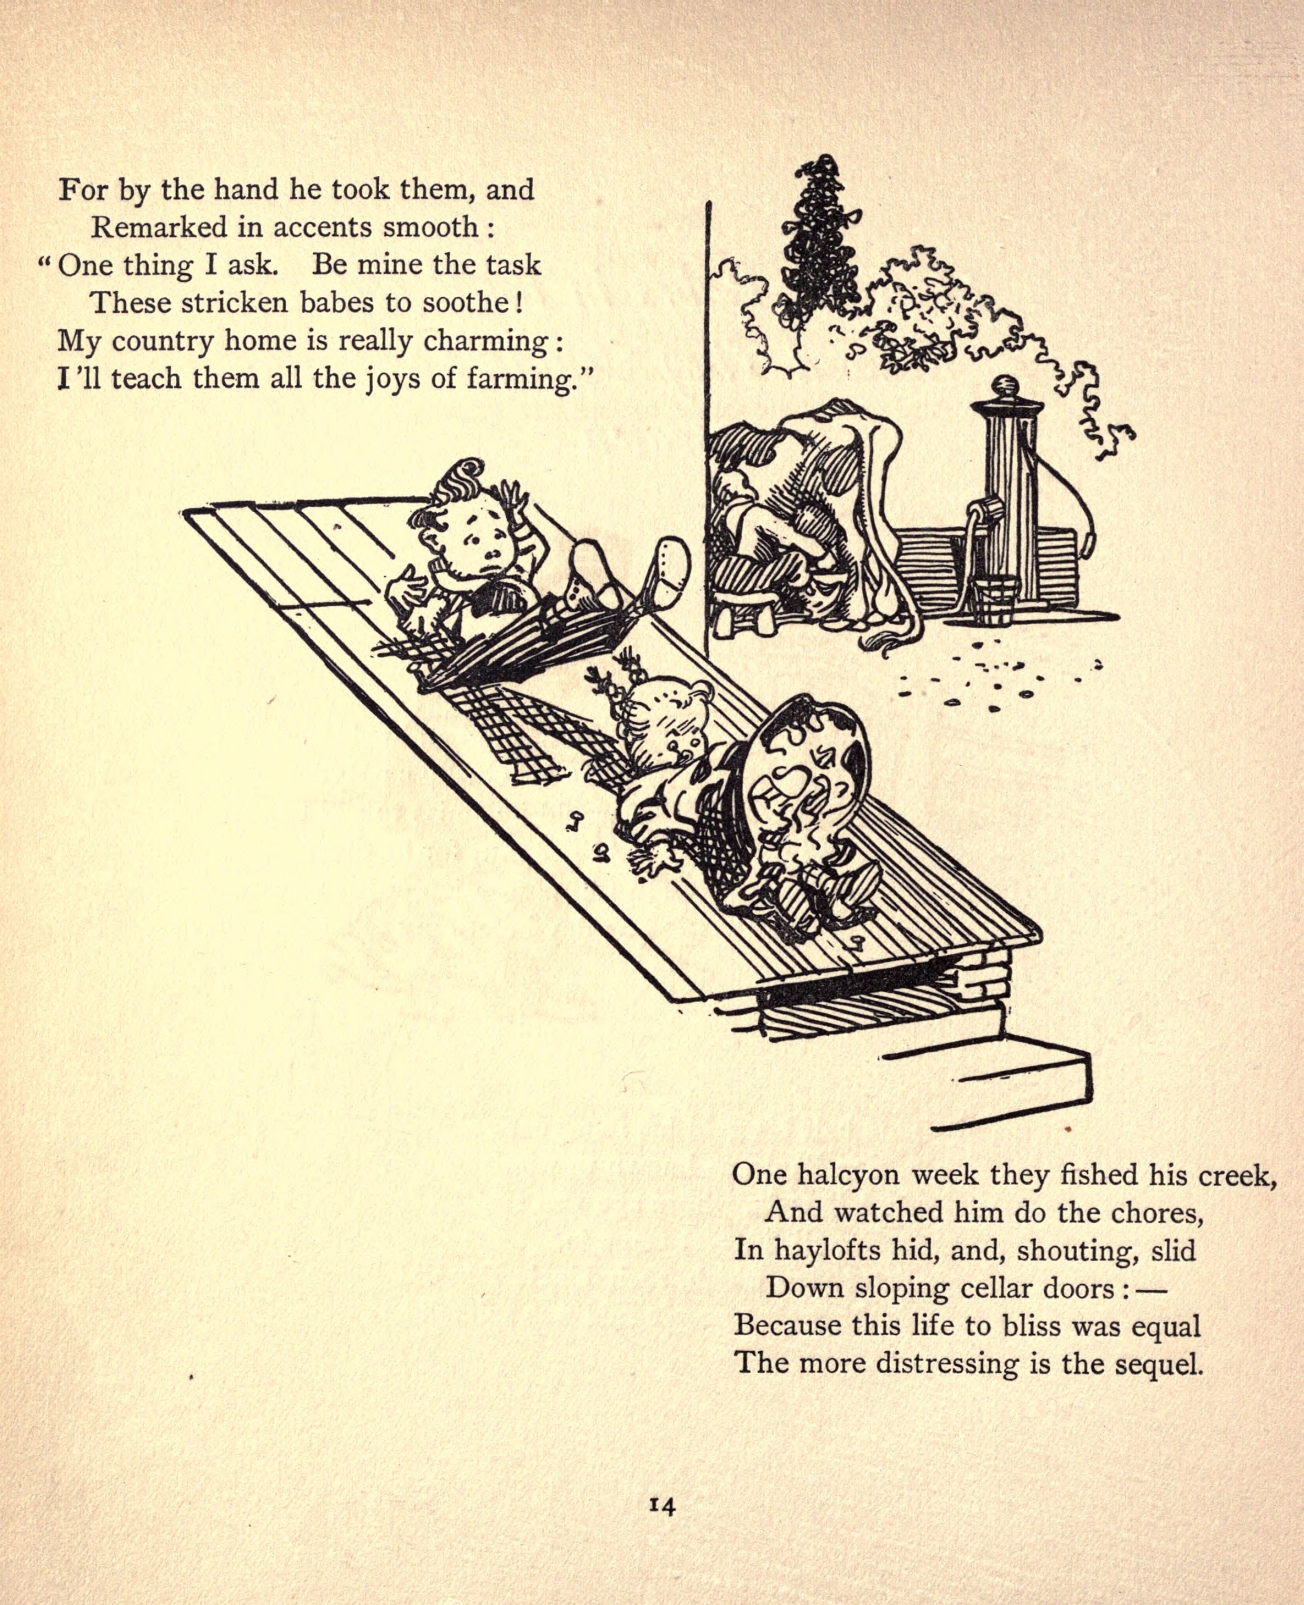 For by the hand he took them, and
Remarked in accents smooth :
“ One thing I ask. Be mine the task
These stricken babes to soothe !
My country home is really charming :
I 'll teach them all the joys of farming.”
One halcyon week they fished his creek,
And watched him do the chores,
In haylofts hid, and, shouting, slid
Down sloping cellar doors : —
Because this life to bliss was equal
The more distressing is the sequel.
14